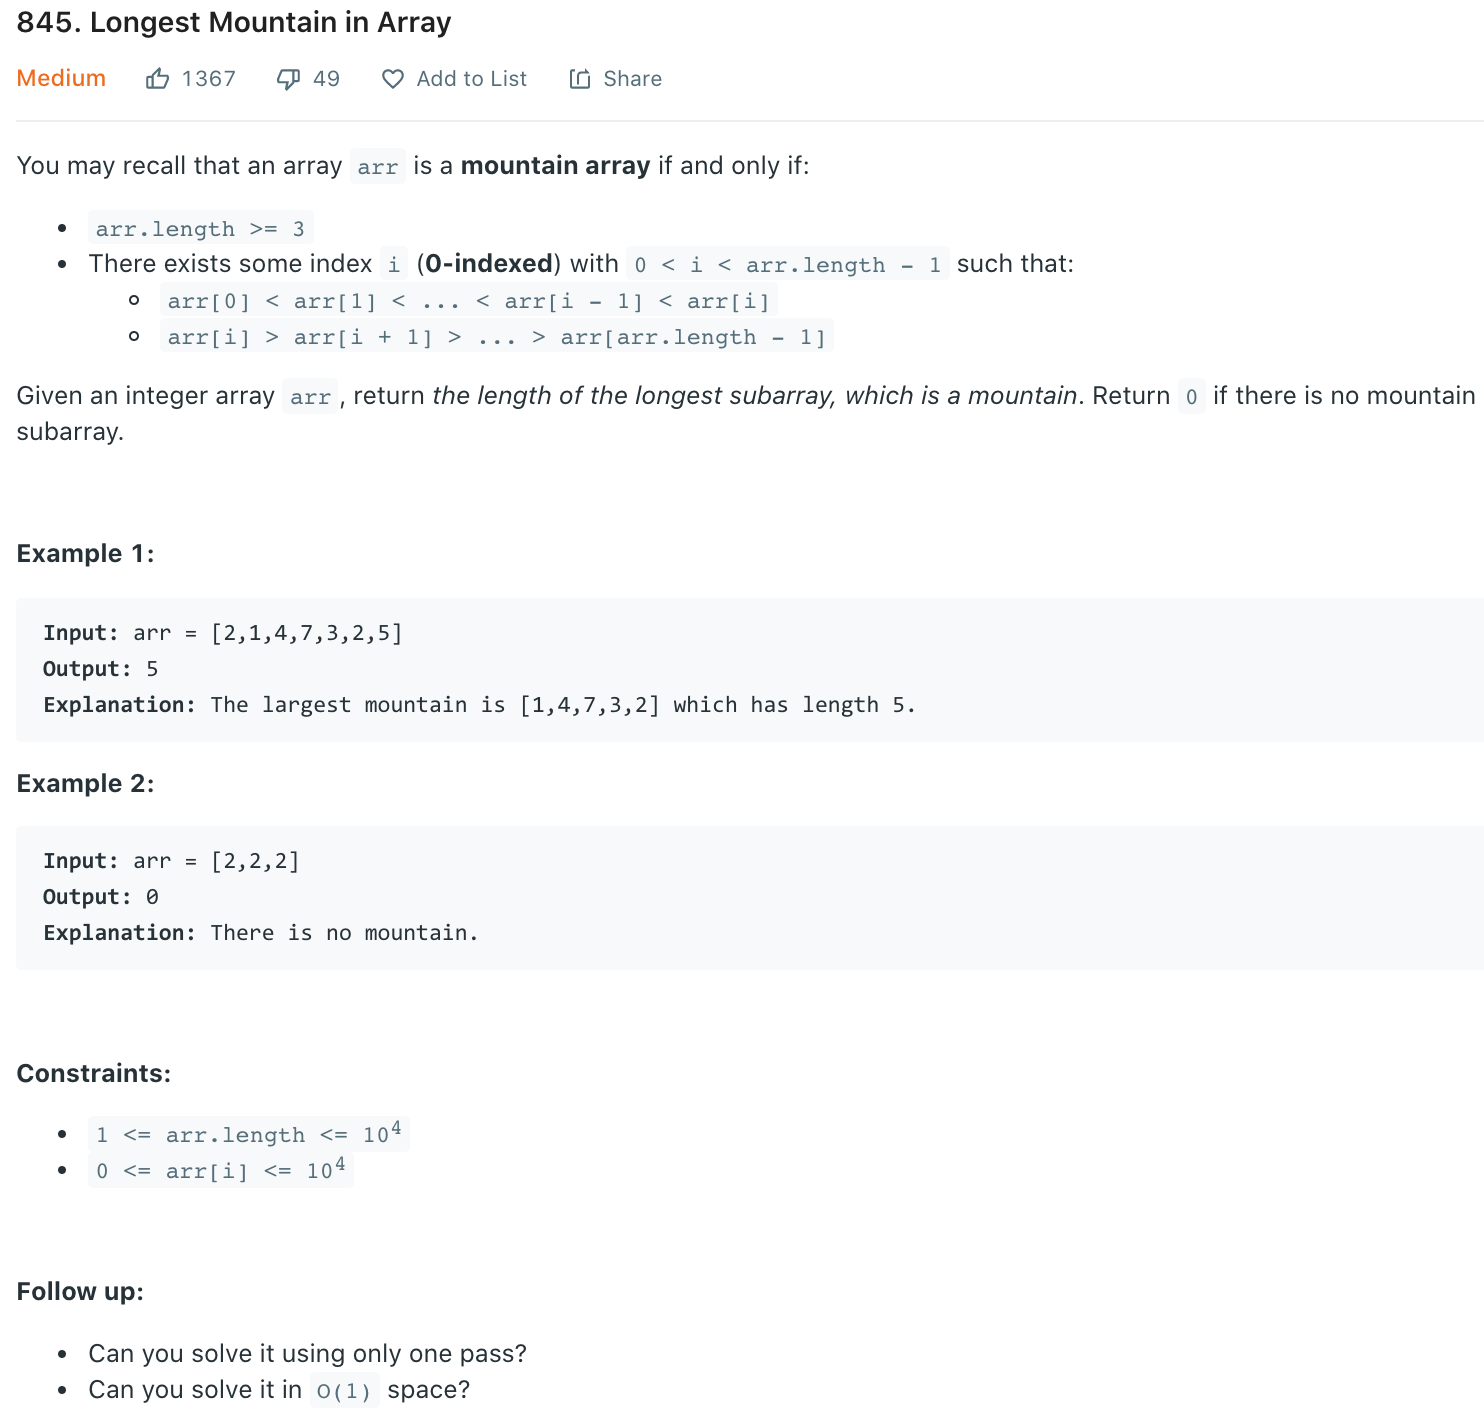 845. Longest Mountain in Array
Medium 1367 49 Add to List Share
You may recall that an array arr is a mountain array if and only if:
• arr.length >= 3
• There exists some index i (0-indexed) with 0 < i < arr.length - 1 such that:
○ arr[0] < arr[1] < ... < arr[i - 1] < arr[i]
○ arr[i] > arr[i + 1] > ... > arr[arr.length - 1]
Given an integer array arr, return the length of the longest subarray, which is a mountain. Return 0 if there is no mountain
subarray.
Example 1:
Input: arr = [2,1,4,7,3,2,5]
Output: 5
Explanation: The largest mountain is [1,4,7,3,2] which has length 5.
Example 2:
Input: arr = [2,2,2]
Output: 0
Explanation: There is no mountain.
Constraints:
• 1 <= arr.length <= 10⁴
• 0 <= arr[i] <= 10⁴
Follow up:
• Can you solve it using only one pass?
• Can you solve it in O(1) space?